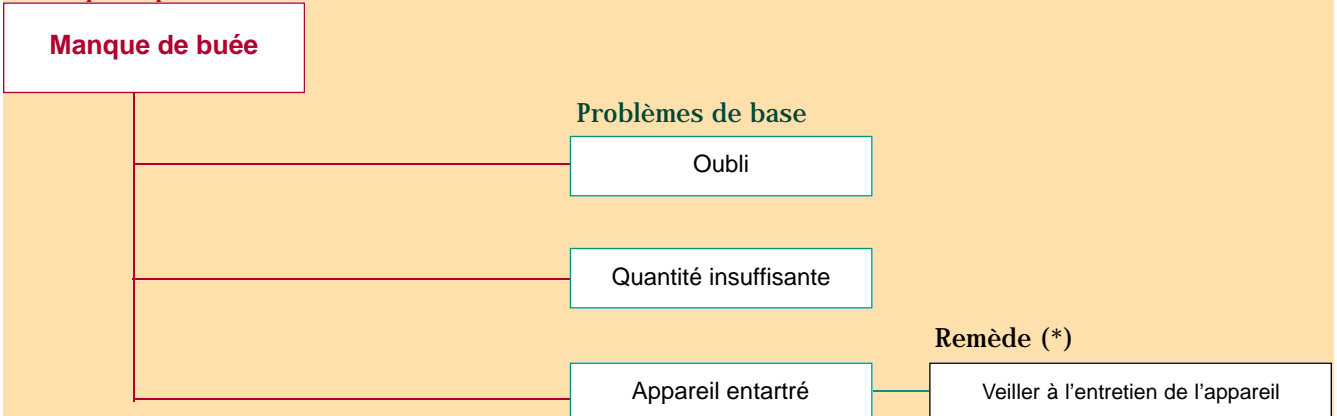 Manque de buée
Problèmes de base
Oubli
Quantité insuffisante
Remède (*)
Appareil entartré
Veiller à l’entretien de l’appareil